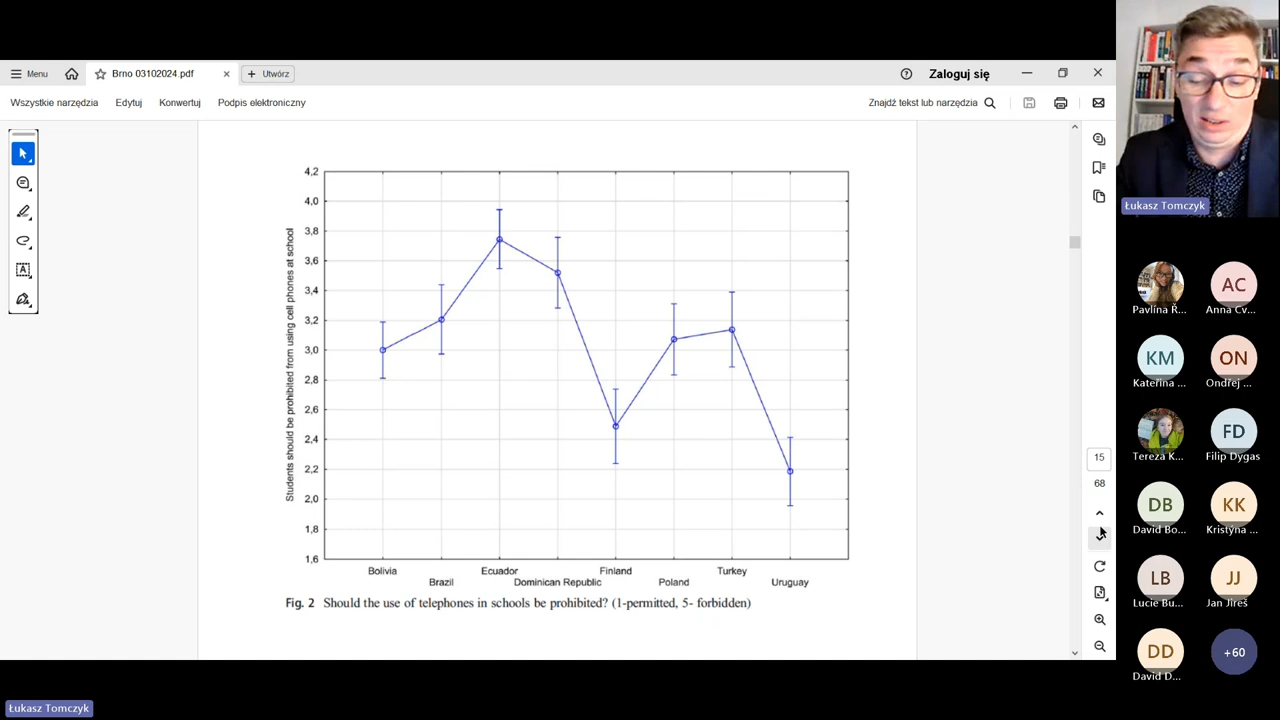 Menu
Brno 03102024.pdf
Utwórz
Zaloguj się
Wszystkie narzędzia
Edytuj
Konwertuj
Podpis elektroniczny
Znajdź tekst lub narzędzia
Students should be prohibited from using cell phones at school
4,2
4,0
3,8
3,6
3,4
3,2
3,0
2,8
2,6
2,4
2,2
2,0
1,8
1,6
Bolivia
Brazil
Ecuador
Dominican Republic
Finland
Poland
Turkey
Uruguay
Fig. 2 Should the use of telephones in schools be prohibited? (1-permitted, 5- forbidden)
15
68
Łukasz Tomczyk
Pavlína Ř...
AC
Anna Cv...
KM
Kateřina ...
ON
Ondřej ...
Tereza K...
FD
Filip Dygas
DB
David Bo...
KK
Kristýna ...
LB
Lucie Bu...
JJ
Jan Jireš
DD
David D...
+60
Łukasz Tomczyk